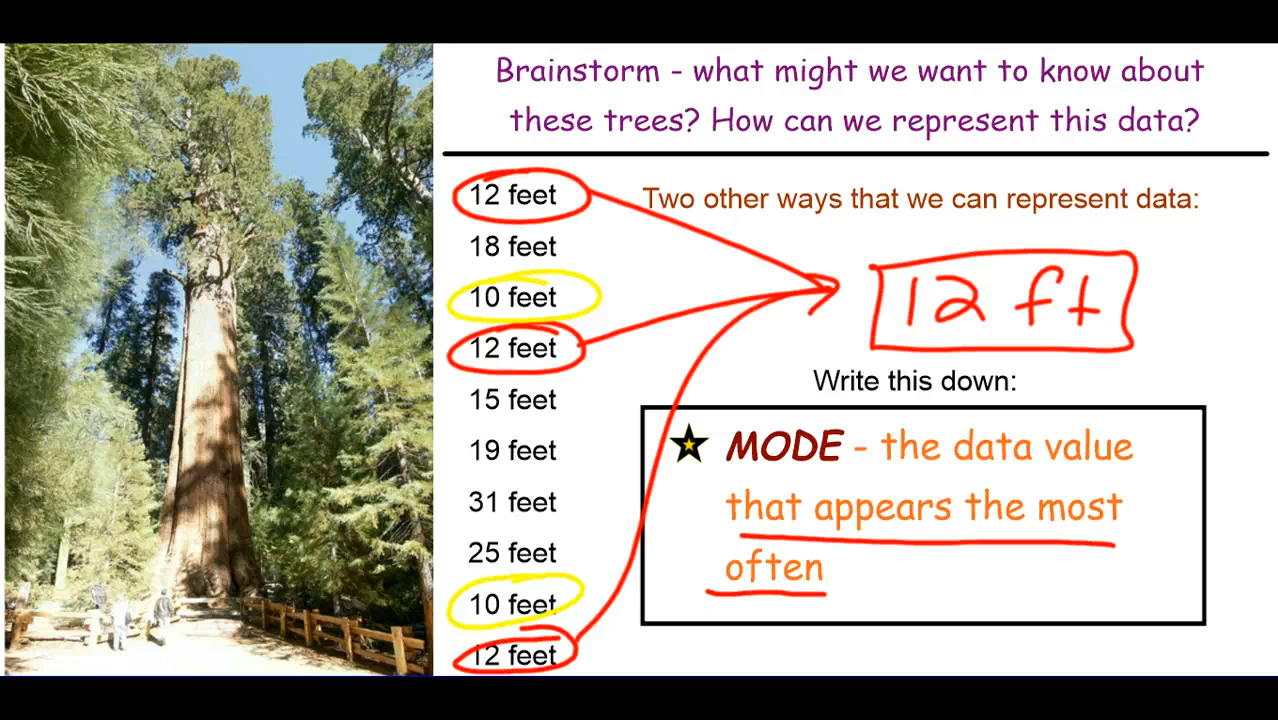 Brainstorm - what might we want to know about
these trees? How can we represent this data?
12 feet
18 feet
10 feet
12 feet
15 feet
19 feet
31 feet
25 feet
10 feet
12 feet
Two other ways that we can represent data:
12 ft
Write this down:
MODE - the data value
that appears the most
often